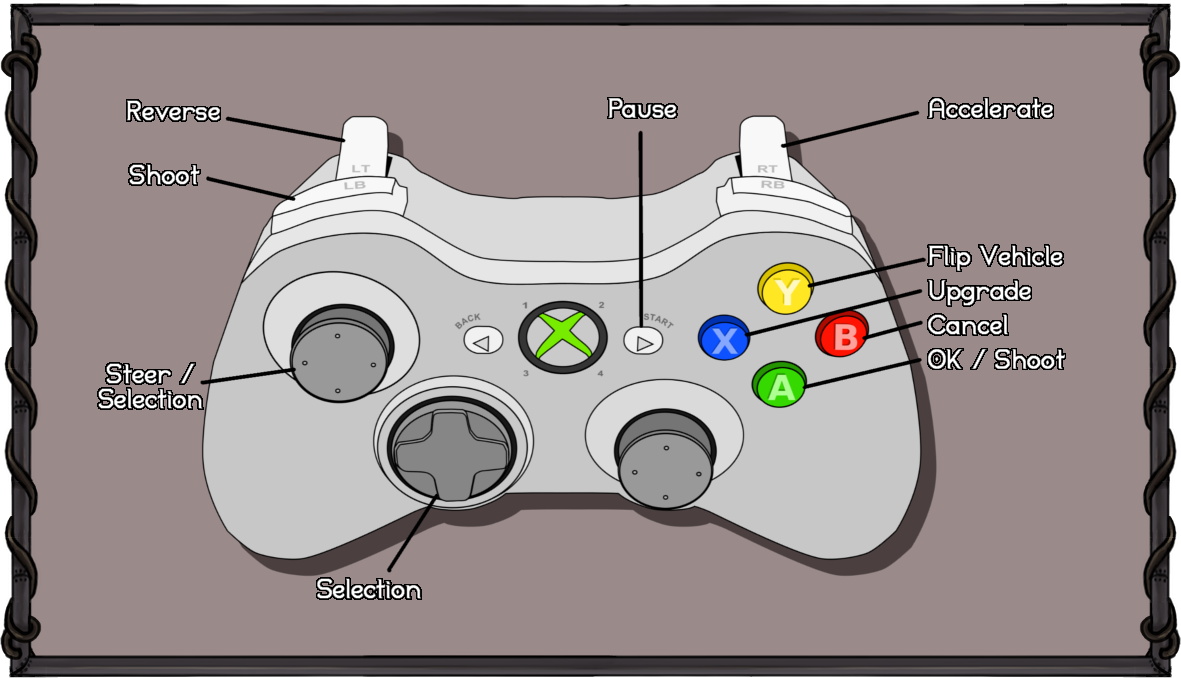 Reverse
Pause
Accelerate
LT
RT
Shoot
LB
RB
Flip Vehicle
Y
Upgrade
1
2
BACK
START
X
B
Cancel
3
4
OK / Shoot
Steer /
Selection
A
Selection